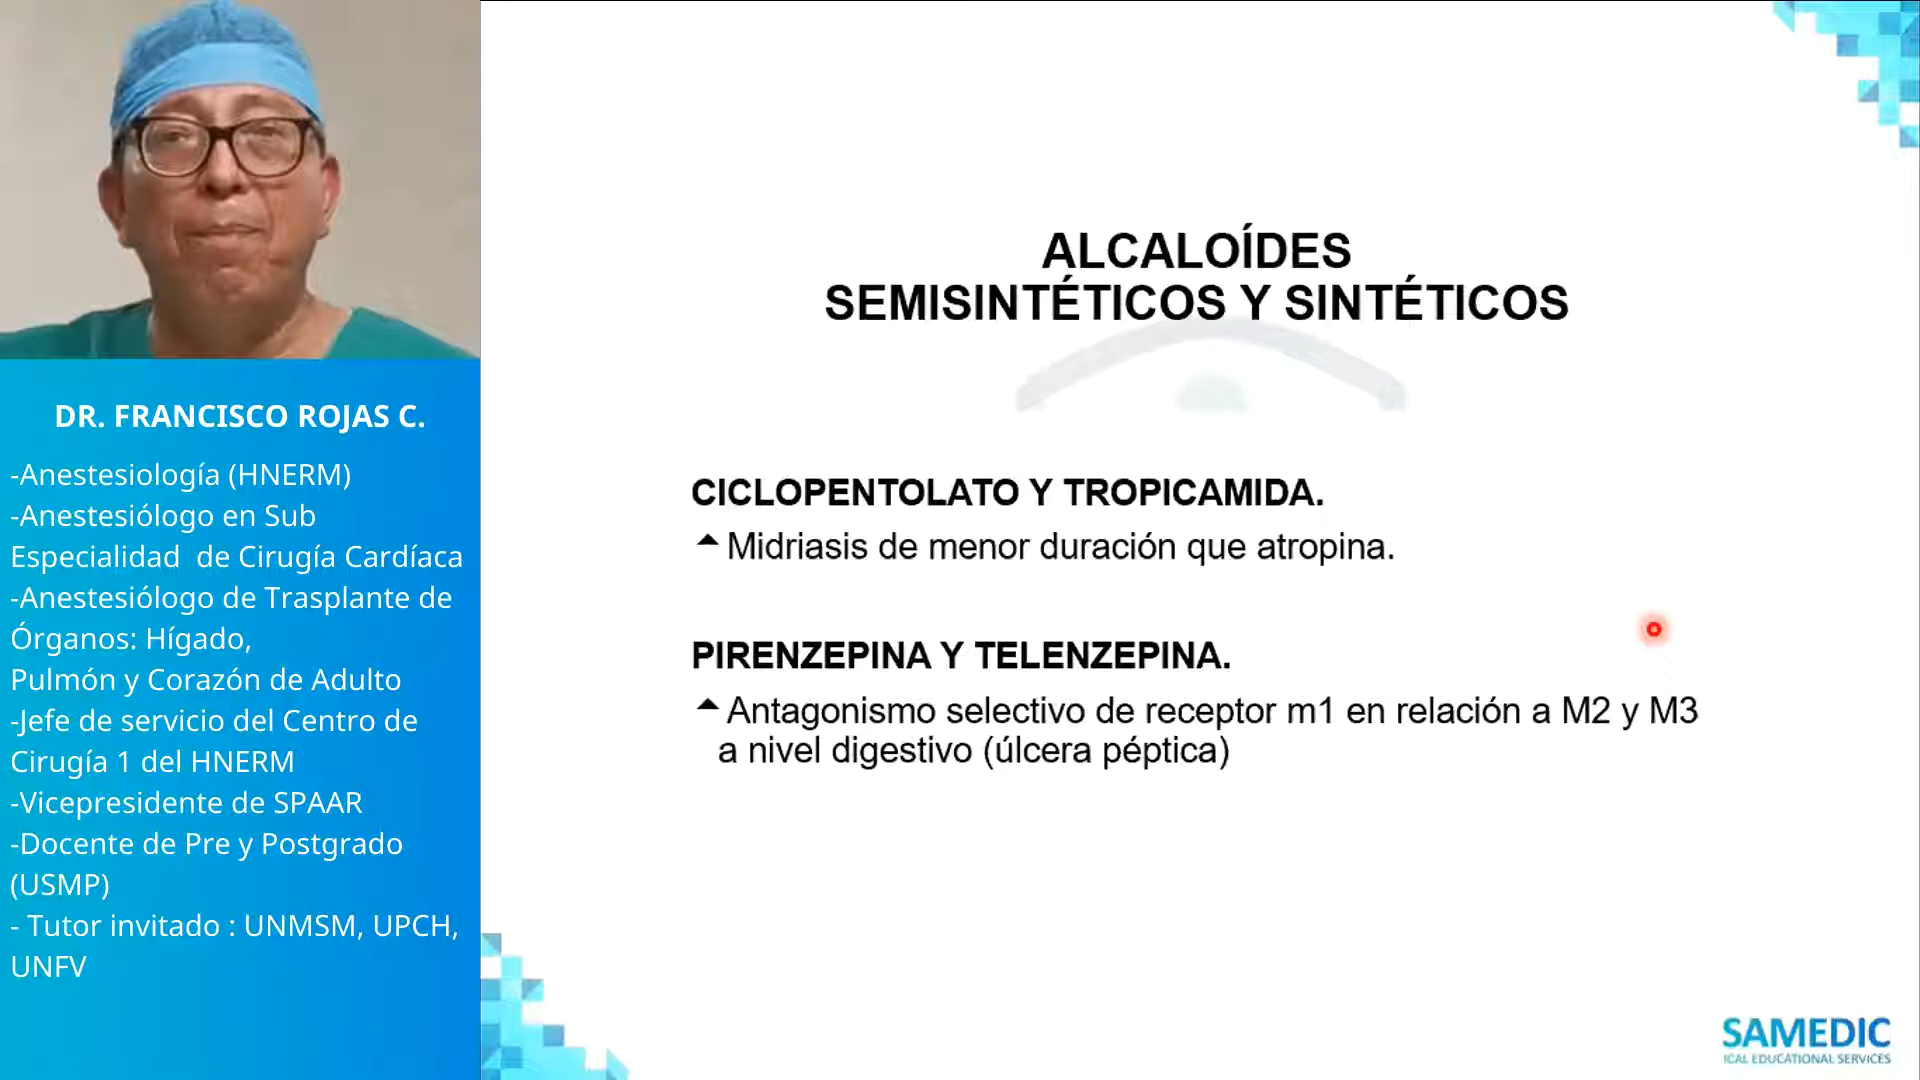 DR. FRANCISCO ROJAS C.
-Anestesiología (HNERM)
-Anestesiólogo en Sub
Especialidad de Cirugía Cardíaca
-Anestesiólogo de Trasplante de
Órganos: Hígado,
Pulmón y Corazón de Adulto
-Jefe de servicio del Centro de
Cirugía 1 del HNERM
-Vicepresidente de SPAAR
-Docente de Pre y Postgrado
(USMP)
- Tutor invitado : UNMSM, UPCH,
UNFV
ALCALOÍDES
SEMISINTÉTICOS Y SINTÉTICOS
CICLOPENTOLATO Y TROPICAMIDA.
Midriasis de menor duración que atropina.
PIRENZEPINA Y TELENZEPINA.
Antagonismo selectivo de receptor m1 en relación a M2 y M3
a nivel digestivo (úlcera péptica)
SAMEDIC
ICAL EDUCATIONAL SERVICES